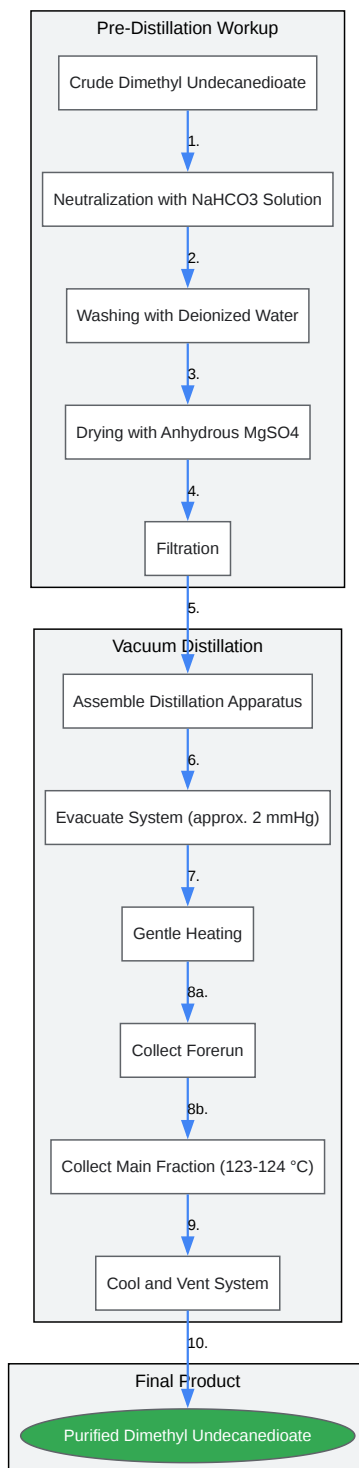 Pre-Distillation Workup
Crude Dimethyl Undecanedioate
1.
Neutralization with NaHCO3 Solution
2.
Washing with Deionized Water
3.
Drying with Anhydrous MgSO4
4.
Filtration
5.
Vacuum Distillation
Assemble Distillation Apparatus
6.
Evacuate System (approx. 2 mmHg)
7.
Gentle Heating
8a.
Collect Forerun
8b.
Collect Main Fraction (123-124 °C)
9.
Cool and Vent System
10.
Final Product
Purified Dimethyl Undecanedioate